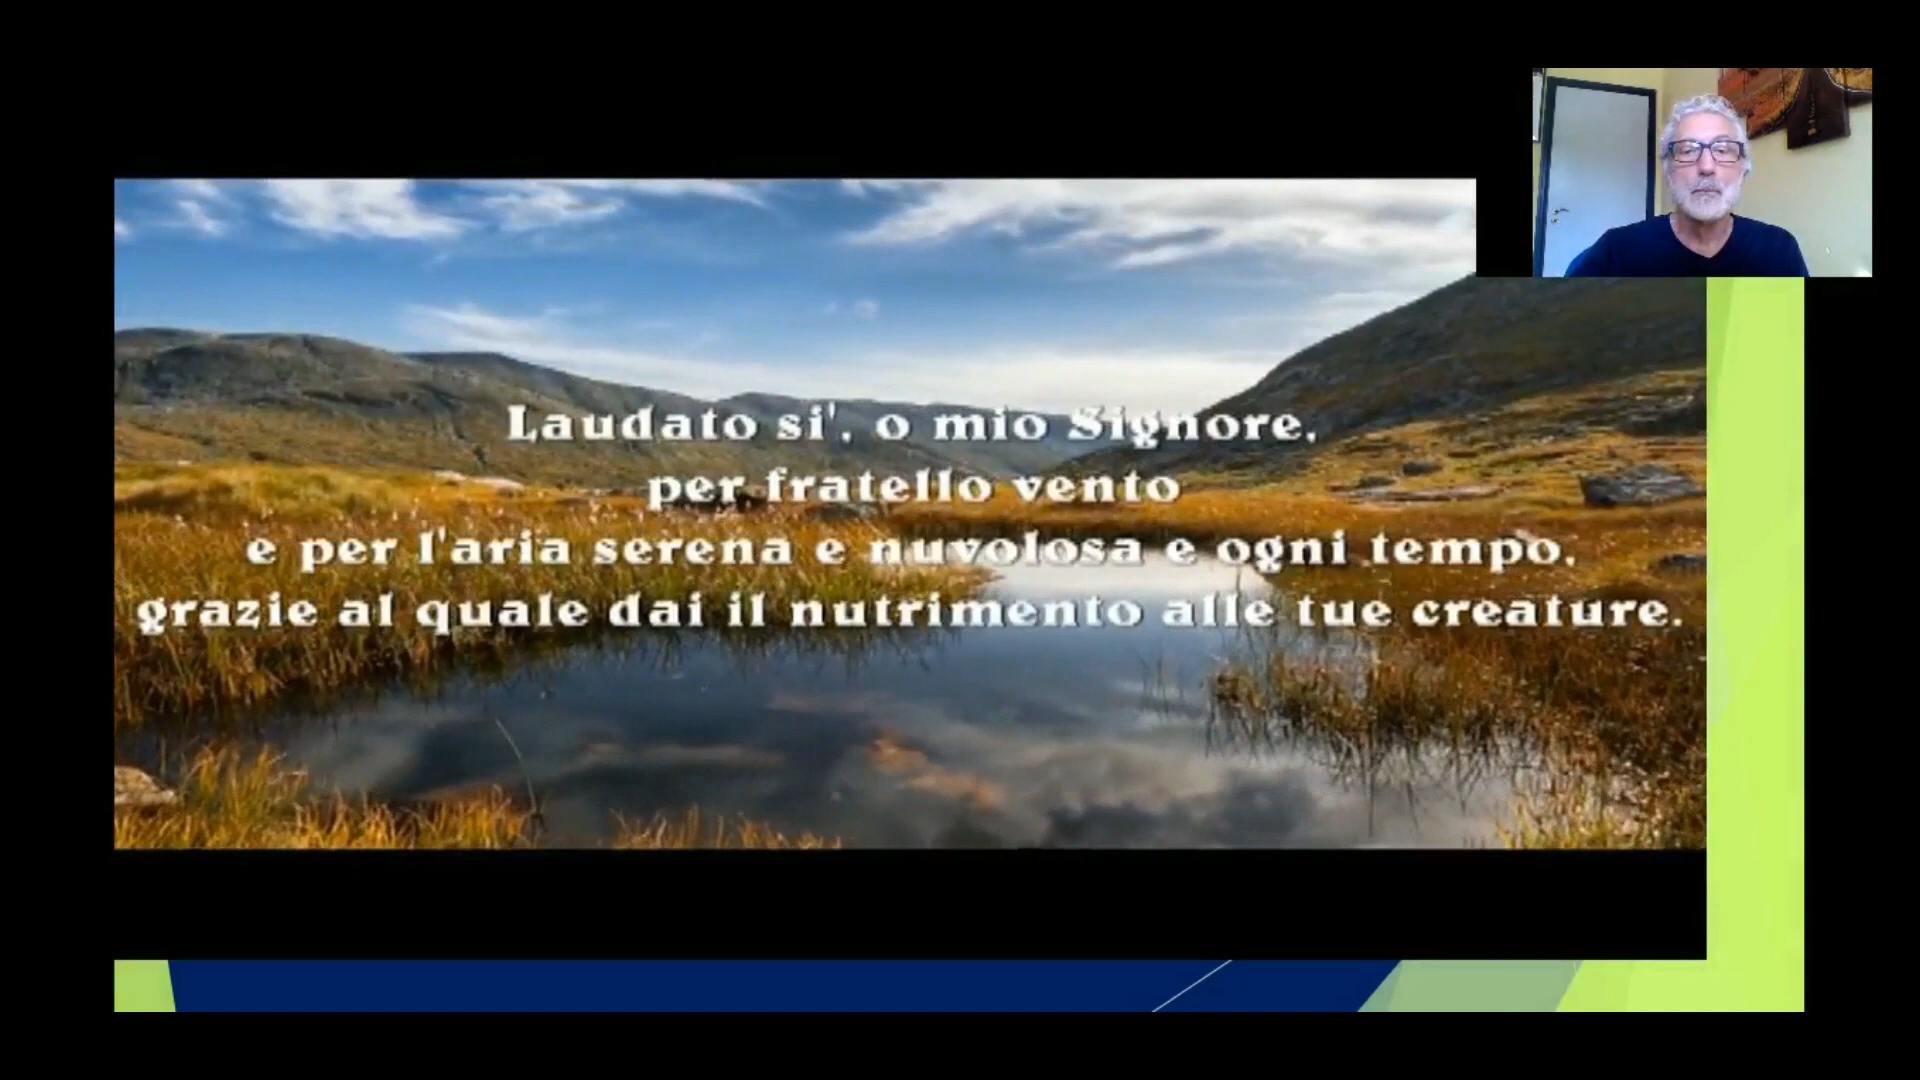 Laudato si', o mio Signore,
per fratello vento
e per l'aria serena e nuvolosa e ogni tempo,
grazie al quale dai il nutrimento alle tue creature.